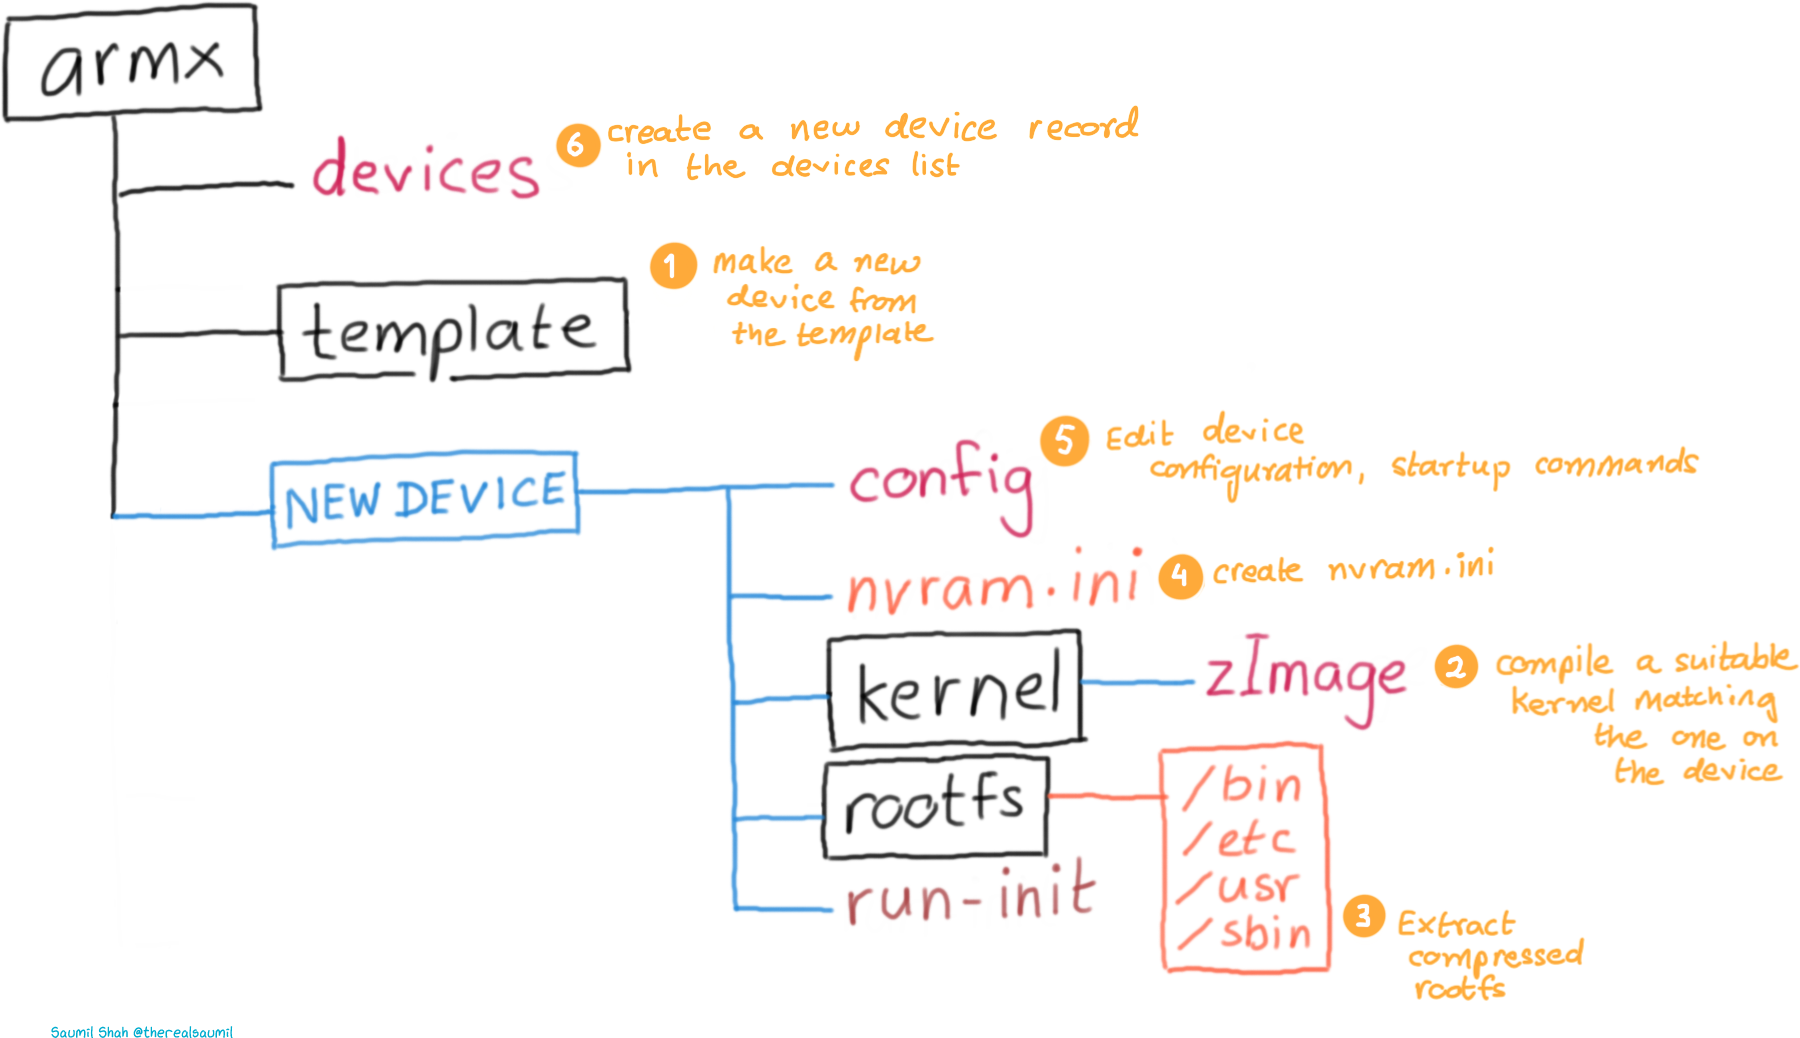 armx
devices
6 create a new device record
in the devices list
template
1 make a new
device from
the template
NEW DEVICE
config
5 Edit device
configuration, startup commands
nvram.ini
4 create nvram.ini
kernel
zImage
2 compile a suitable
kernel matching
the one on
the device
rootfs
/bin
/etc
/usr
/sbin
3 Extract
compressed
rootfs
run-init
Saumil Shah @therealsaumil